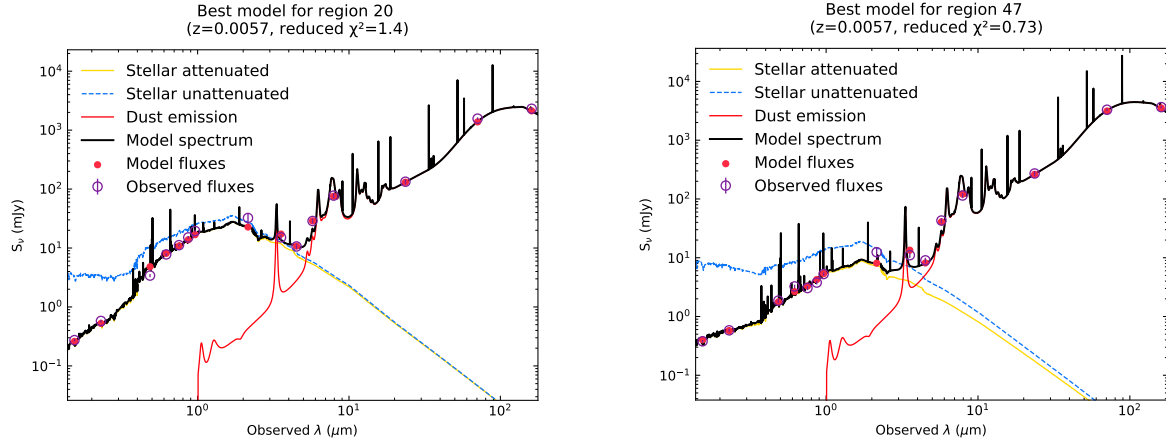 Best model for region 20
(z=0.0057, reduced χ²=1.4)
10⁴
10³
10²
10¹
10⁰
10⁻¹
S_ν (mJy)
Stellar attenuated
Stellar unattenuated
Dust emission
Model spectrum
Model fluxes
Observed fluxes
10⁰ 10¹ 10²
Observed λ (μm)
Best model for region 47
(z=0.0057, reduced χ²=0.73)
10⁴
10³
10²
10¹
10⁰
10⁻¹
S_ν (mJy)
Stellar attenuated
Stellar unattenuated
Dust emission
Model spectrum
Model fluxes
Observed fluxes
10⁰ 10¹ 10²
Observed λ (μm)